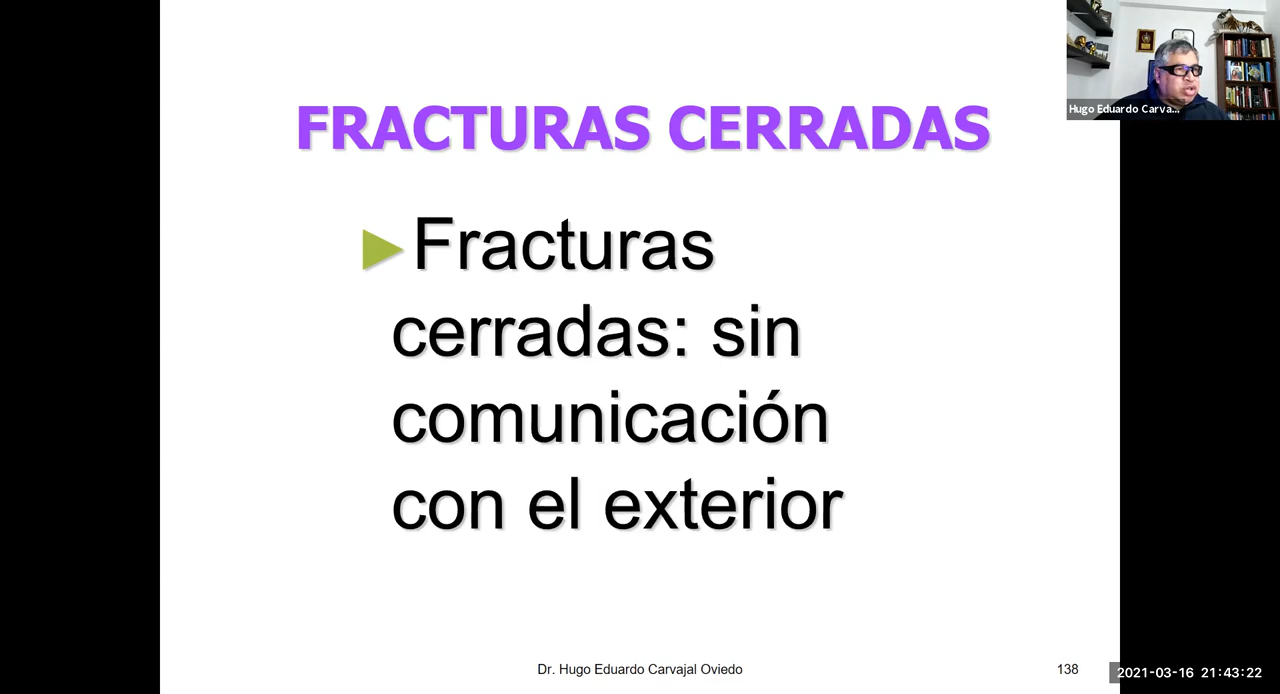 FRACTURAS CERRADAS
►Fracturas
cerradas: sin
comunicación
con el exterior
Hugo Eduardo Carva...
Dr. Hugo Eduardo Carvajal Oviedo
138
2021-03-16 21:43:22